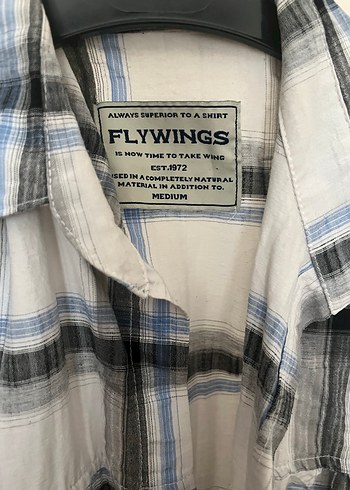 ALWAYS SUPERIOR TO A SHIRT
FLYWINGS
IS NOW TIME TO TAKE WING
EST.1972
USED IN A COMPLETELY NATURAL
MATERIAL IN ADDITION TO.
MEDIUM